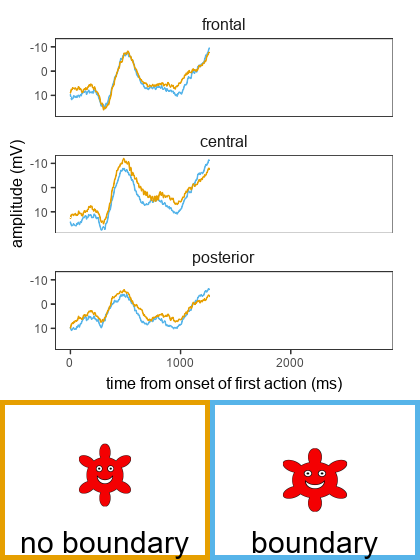 frontal
-10
0
10
central
-10
0
10
posterior
-10
0
10
amplitude (mV)
0
1000
2000
time from onset of first action (ms)
no boundary
boundary